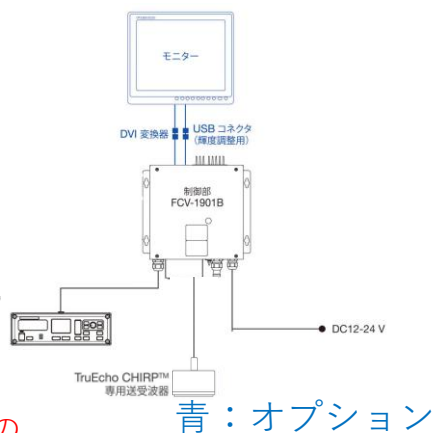 モニター
DVI 変換器
USB コネクタ
(輝度調整用)
制御部
FCV-1901B
DC12-24 V
TruEcho CHIRP™
専用送受波器
の
青：オプション